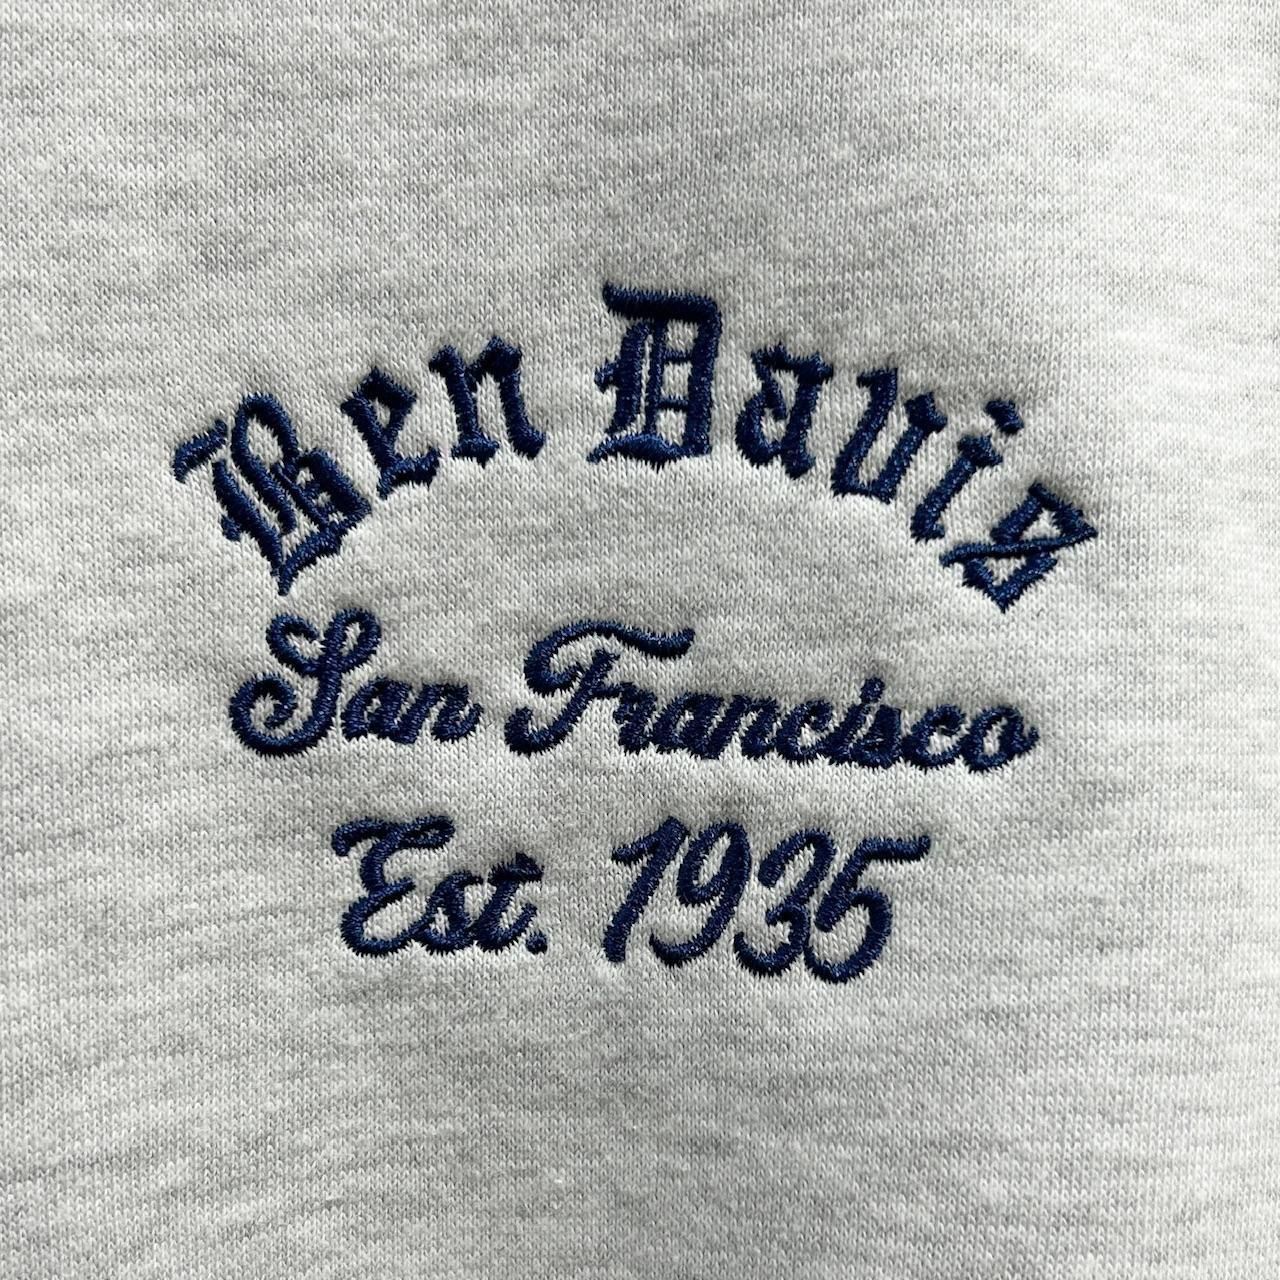 Ben Davis
San Francisco
Est. 1935